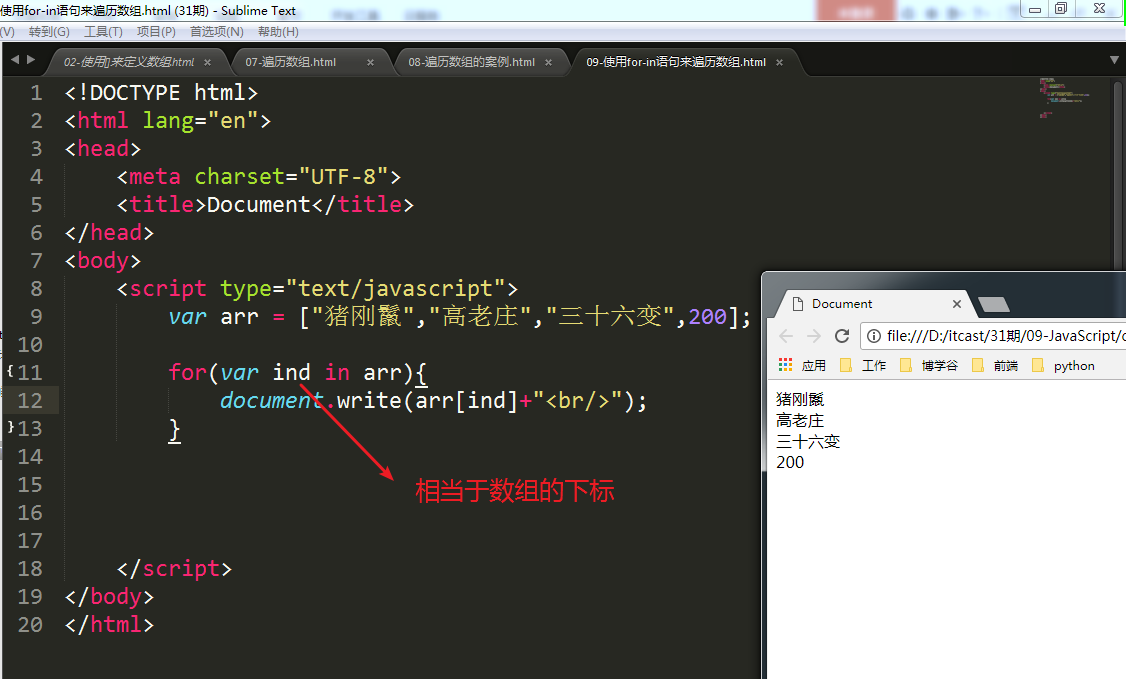 使用for-in语句来遍历数组.html (31期) - Sublime Text
(V) 转到(G) 工具(T) 项目(P) 首选项(N) 帮助(H)
02-使用[]来定义数组.html × 07-遍历数组.html × 08-遍历数组的案例.html × 09-使用for-in语句来遍历数组.html ×
1 <!DOCTYPE html>
2 <html lang="en">
3 <head>
4 <meta charset="UTF-8">
5 <title>Document</title>
6 </head>
7 <body>
8 <script type="text/javascript">
9 var arr = ["猪刚鬣","高老庄","三十六变",200];
10
11 for(var ind in arr){
12 document.write(arr[ind]+"<br/>");
13 }
14
15
16
17
18 </script>
19 </body>
20 </html>
相当于数组的下标
Document ×
file:///D:/itcast/31期/09-JavaScript/
应用 工作 博学谷 前端 python
猪刚鬣
高老庄
三十六变
200